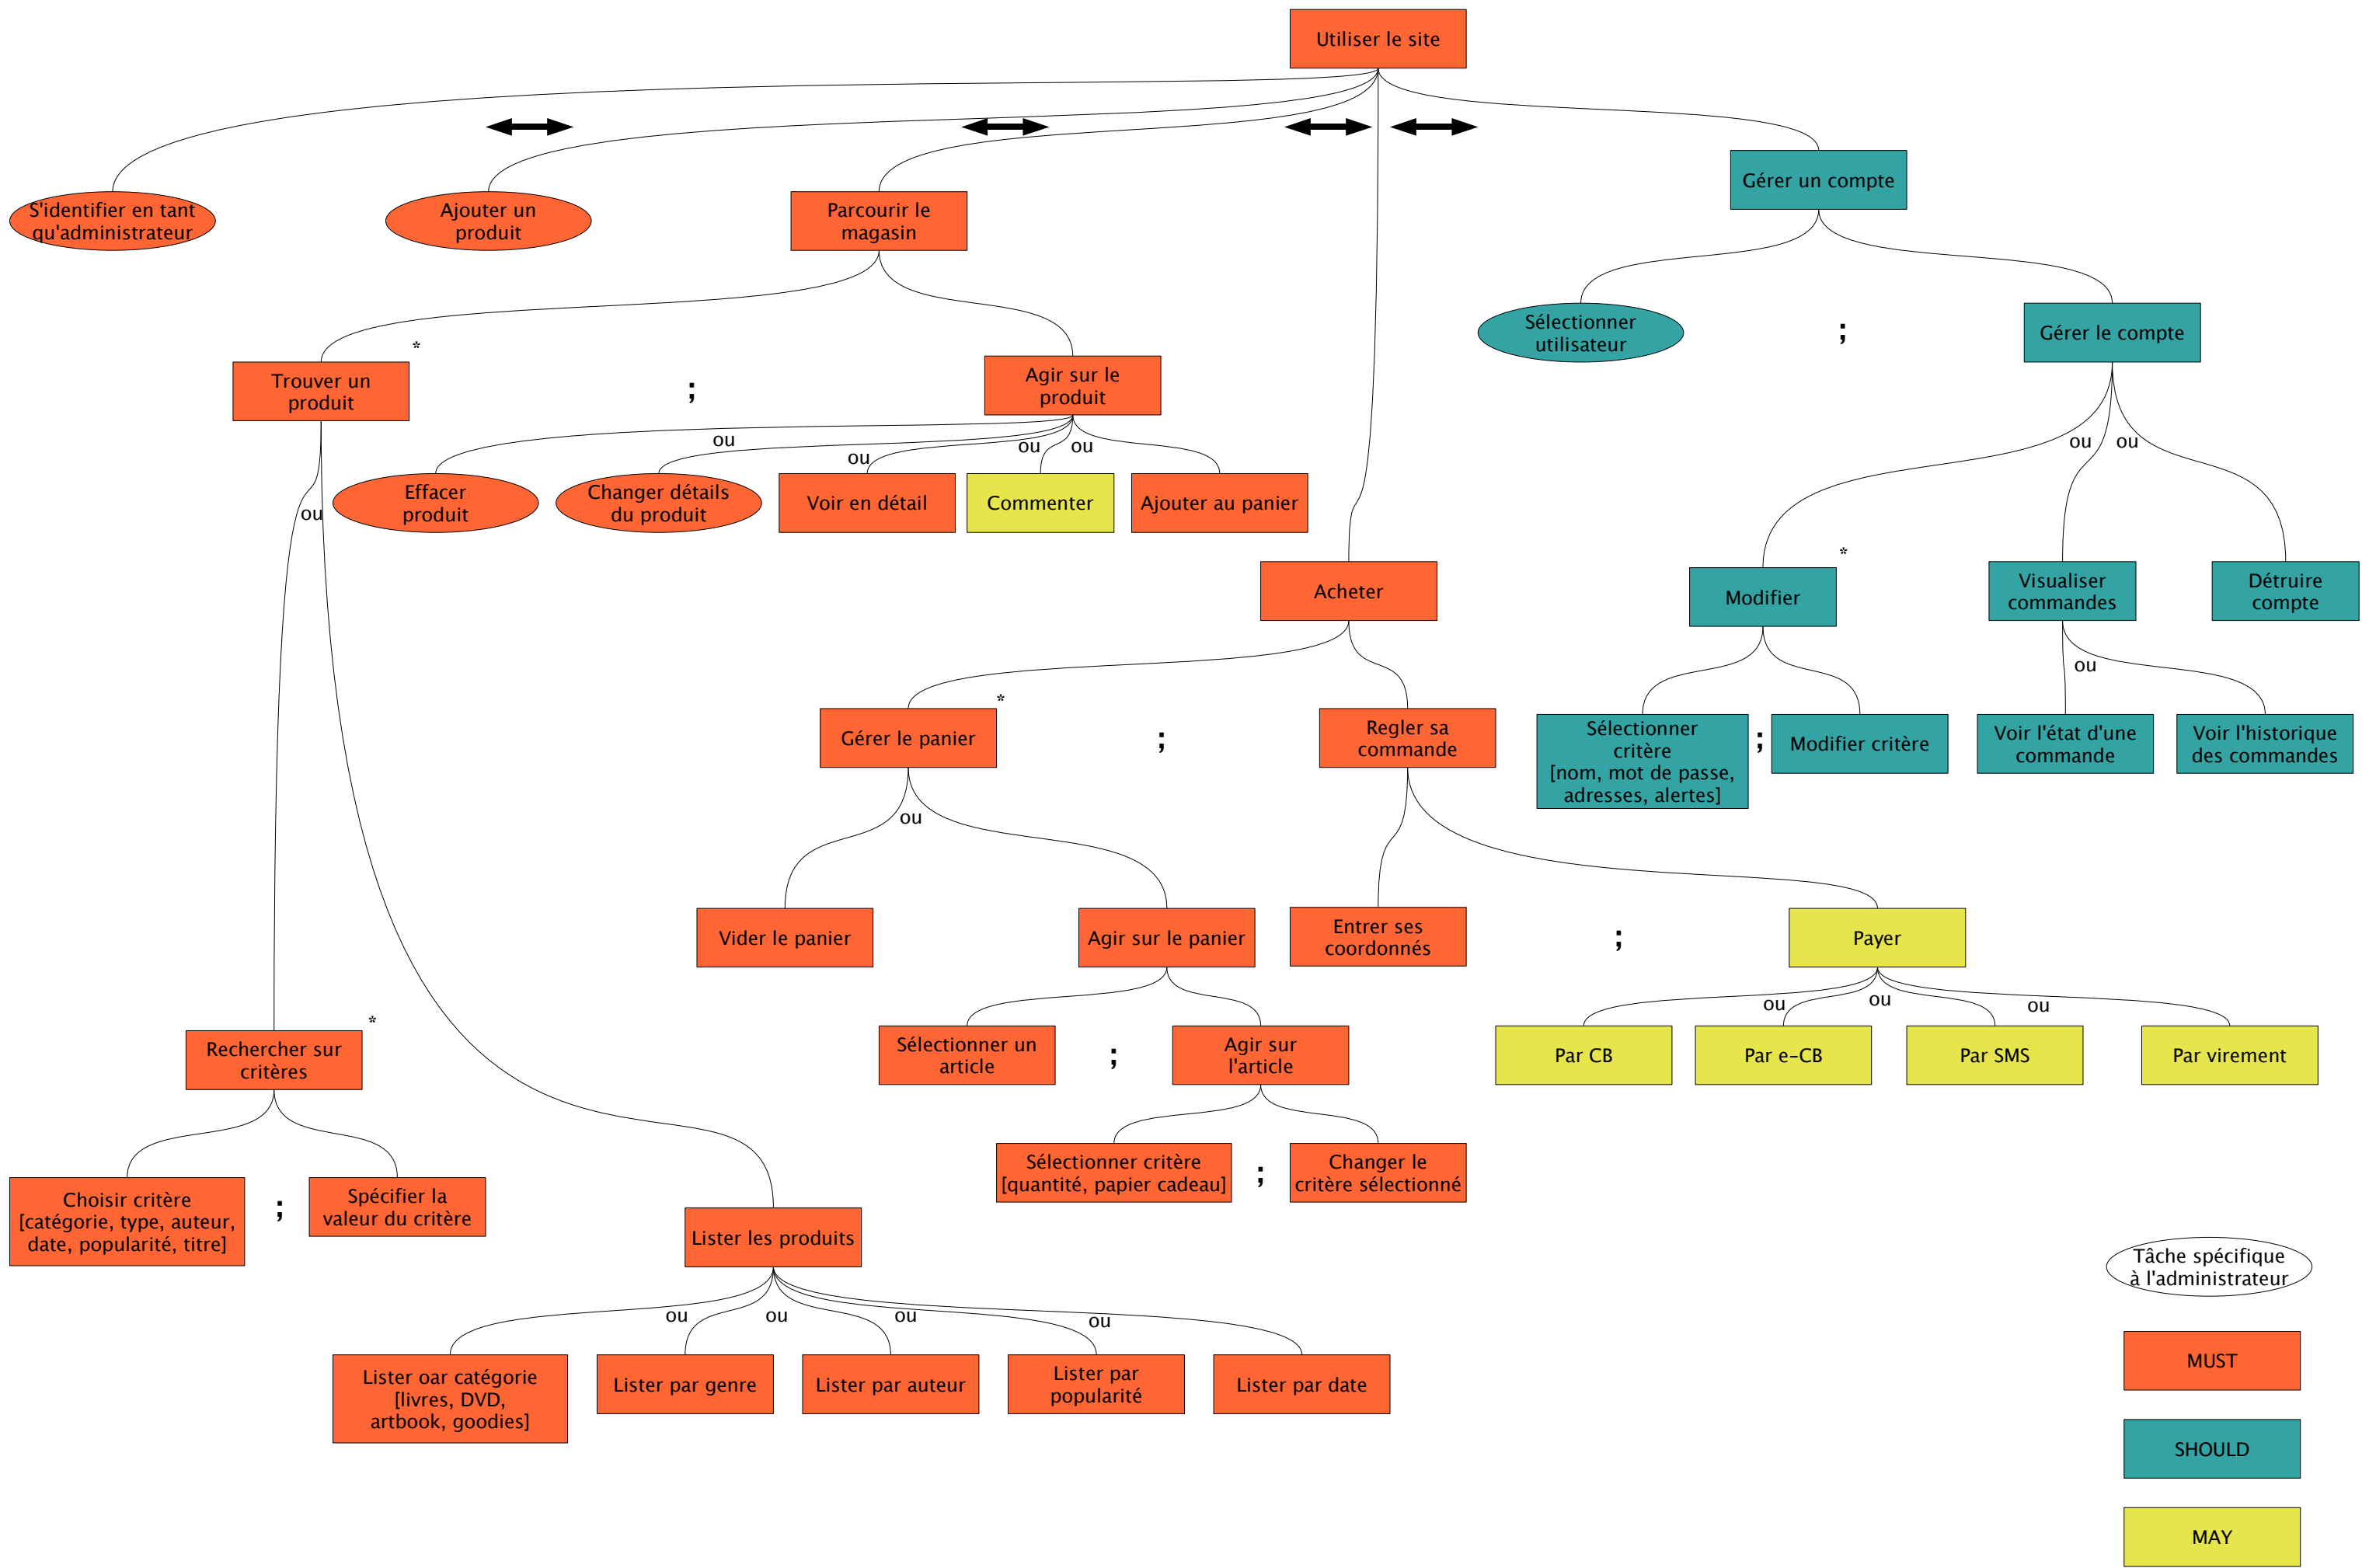 Utiliser le site
Gérer un compte
S'identifier en tant
qu'administrateur
Ajouter un
produit
Parcourir le
magasin
Sélectionner
utilisateur
;
Gérer le compte
*
Trouver un
produit
;
Agir sur le
produit
ou
ou
ou
ou
ou
ou
Effacer
produit
Changer détails
du produit
Voir en détail
Commenter
Ajouter au panier
ou
*
Acheter
Modifier
Visualiser
commandes
Détruire
compte
ou
*
Gérer le panier
;
Regler sa
commande
Sélectionner
critère
[nom, mot de passe,
adresses, alertes]
;
Modifier critère
Voir l'état d'une
commande
Voir l'historique
des commandes
ou
Vider le panier
Agir sur le panier
Entrer ses
coordonnés
;
Payer
ou
ou
ou
*
Rechercher sur
critères
Sélectionner un
article
;
Agir sur
l'article
Par CB
Par e-CB
Par SMS
Par virement
Sélectionner critère
[quantité, papier cadeau]
;
Changer le
critère sélectionné
Choisir critère
[catégorie, type, auteur,
date, popularité, titre]
;
Spécifier la
valeur du critère
Lister les produits
Tâche spécifique
à l'administrateur
ou
ou
ou
ou
Lister oar catégorie
[livres, DVD,
artbook, goodies]
Lister par genre
Lister par auteur
Lister par
popularité
Lister par date
MUST
SHOULD
MAY